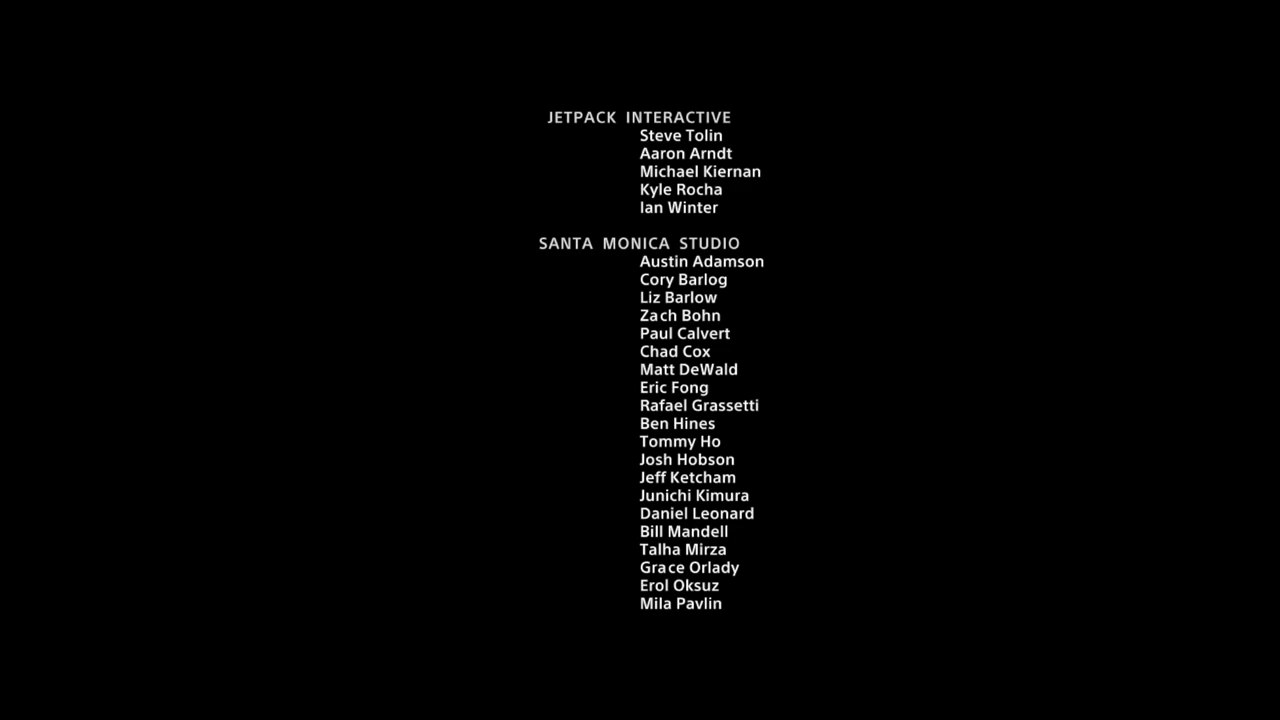 JETPACK INTERACTIVE
Steve Tolin
Aaron Arndt
Michael Kiernan
Kyle Rocha
Ian Winter
SANTA MONICA STUDIO
Austin Adamson
Cory Barlog
Liz Barlow
Zach Bohn
Paul Calvert
Chad Cox
Matt DeWald
Eric Fong
Rafael Grassetti
Ben Hines
Tommy Ho
Josh Hobson
Jeff Ketcham
Junichi Kimura
Daniel Leonard
Bill Mandell
Talha Mirza
Grace Orlady
Erol Oksuz
Mila Pavlin